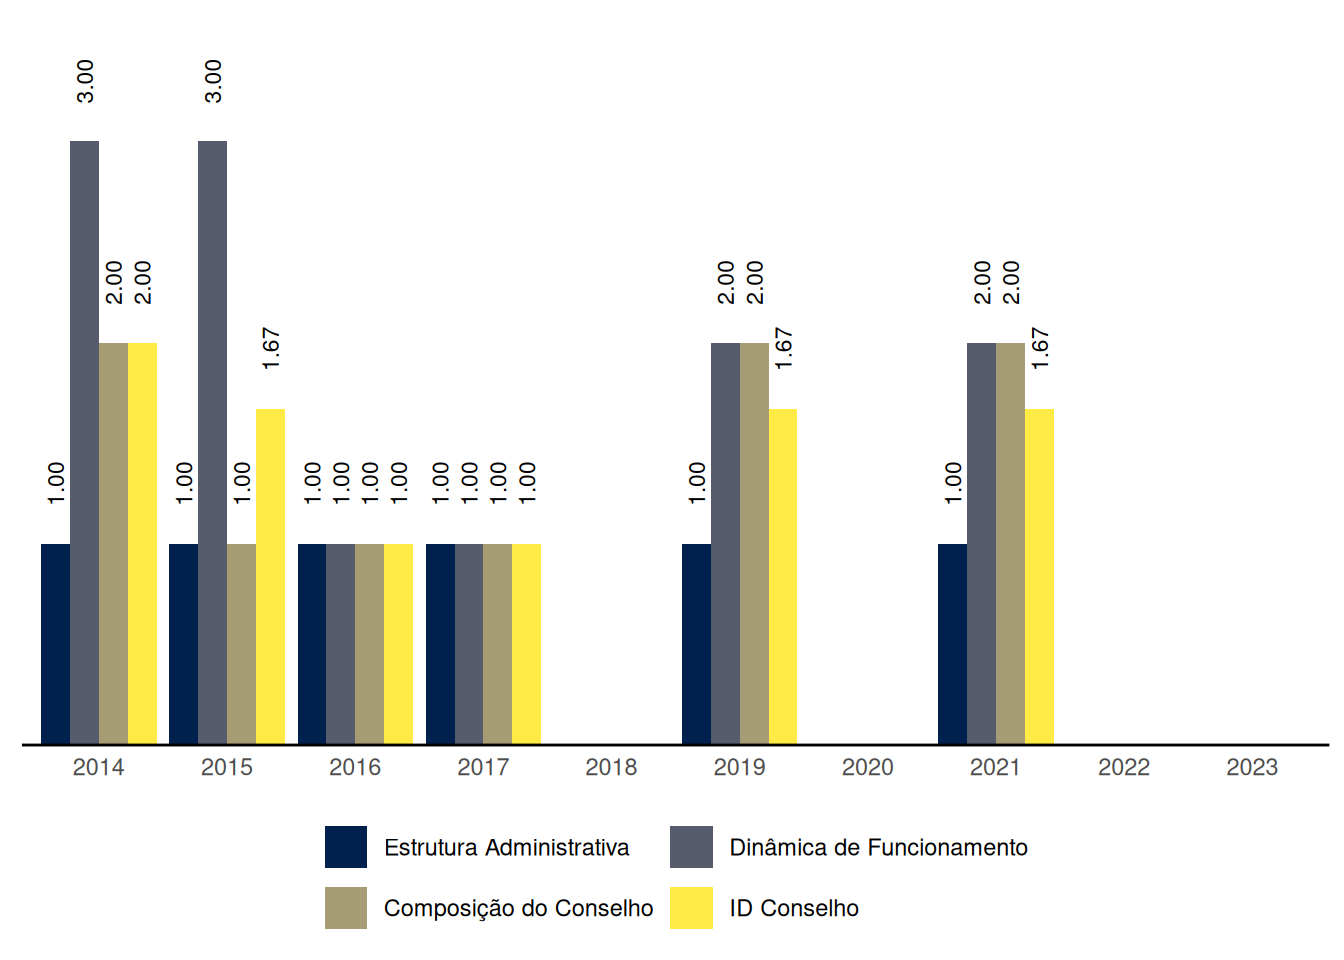 3.00 3.00
2.00 2.00 2.00 2.00 2.00 2.00
1.67 1.67 1.67
1.00 1.00 1.00 1.00 1.00 1.00 1.00 1.00 1.00 1.00 1.00 1.00 1.00
2014 2015 2016 2017 2018 2019 2020 2021 2022 2023
Estrutura Administrativa Dinâmica de Funcionamento
Composição do Conselho ID Conselho